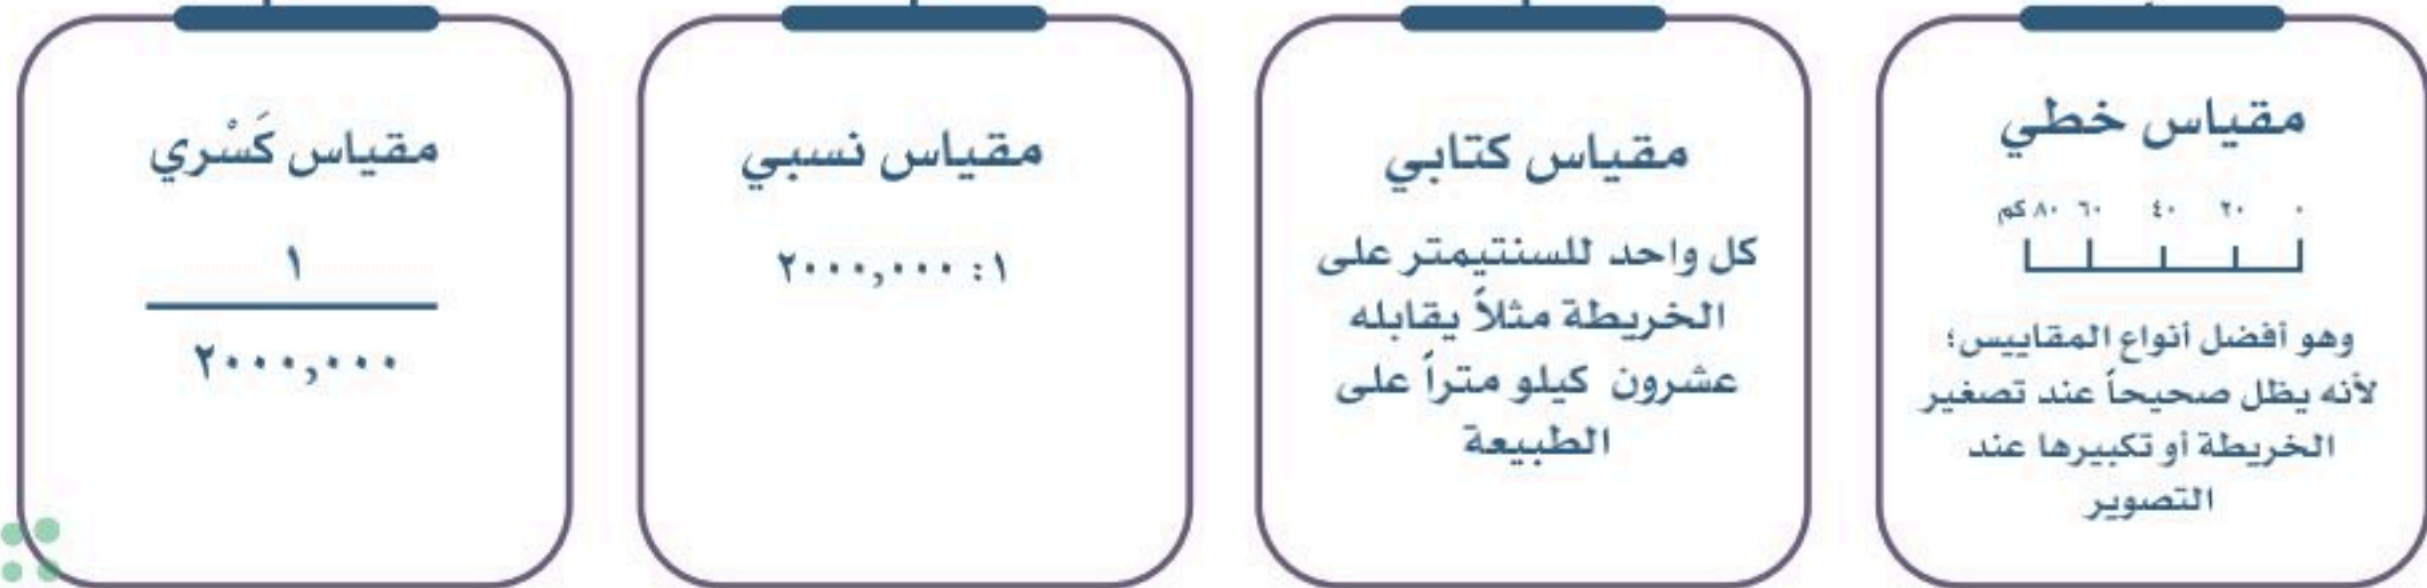 مقياس خطي
٠ ٢٠ ٤٠ ٦٠ ٨٠ كم
وهو أفضل أنواع المقاييس؛
لأنه يظل صحيحاً عند تصغير
الخريطة أو تكبيرها عند
التصوير
مقياس كتابي
كل واحد للسنتيمتر على
الخريطة مثلاً يقابله
عشرون كيلو متراً على
الطبيعة
مقياس نسبي
١: ٢٠٠٠,٠٠٠
مقياس كَسْري
١
٢٠٠٠,٠٠٠